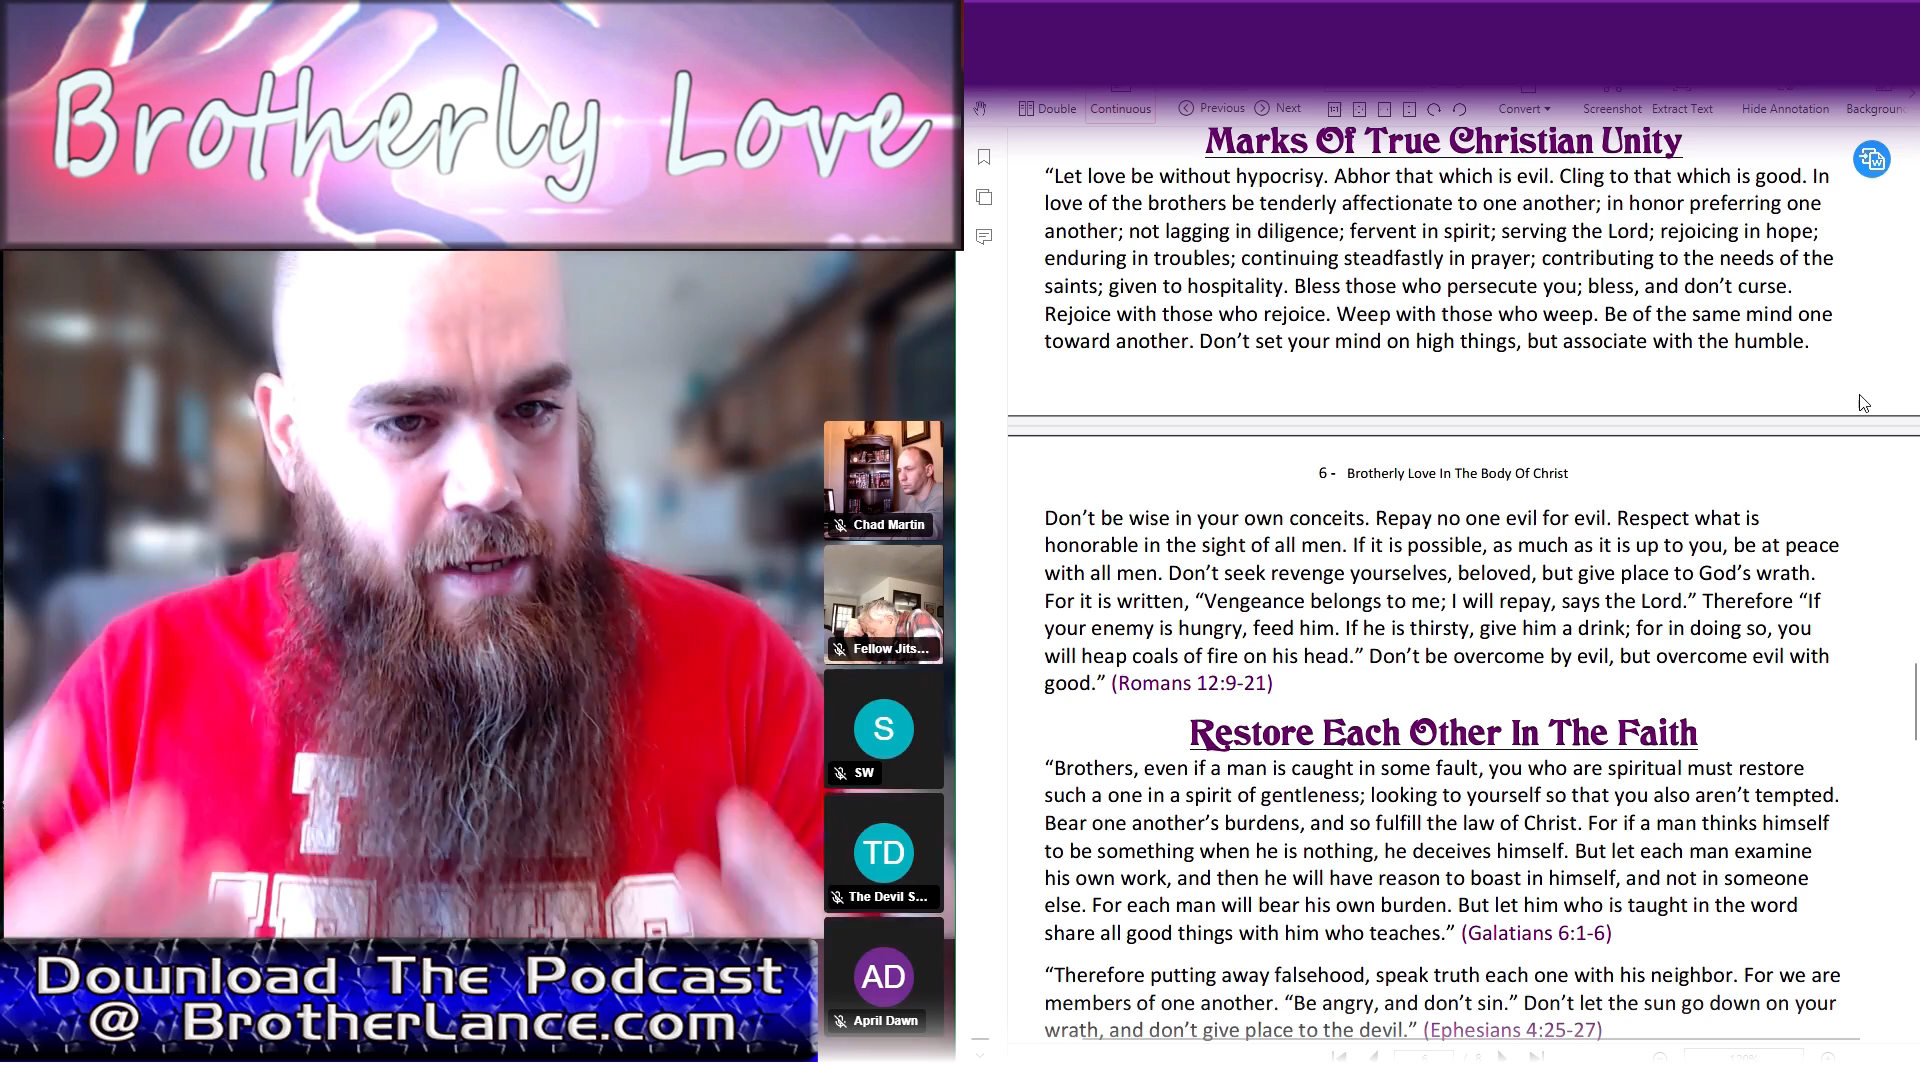 Brotherly Love
Double
Continuous
Previous
Next
Convert
Screenshot
Extract Text
Hide Annotation
Marks Of True Christian Unity
“Let love be without hypocrisy. Abhor that which is evil. Cling to that which is good. In
love of the brothers be tenderly affectionate to one another; in honor preferring one
another; not lagging in diligence; fervent in spirit; serving the Lord; rejoicing in hope;
enduring in troubles; continuing steadfastly in prayer; contributing to the needs of the
saints; given to hospitality. Bless those who persecute you; bless, and don’t curse.
Rejoice with those who rejoice. Weep with those who weep. Be of the same mind one
toward another. Don’t set your mind on high things, but associate with the humble.
6 - Brotherly Love In The Body Of Christ
Don’t be wise in your own conceits. Repay no one evil for evil. Respect what is
honorable in the sight of all men. If it is possible, as much as it is up to you, be at peace
with all men. Don’t seek revenge yourselves, beloved, but give place to God’s wrath.
For it is written, “Vengeance belongs to me; I will repay, says the Lord.” Therefore “If
your enemy is hungry, feed him. If he is thirsty, give him a drink; for in doing so, you
will heap coals of fire on his head.” Don’t be overcome by evil, but overcome evil with
good.” (Romans 12:9-21)
Restore Each Other In The Faith
“Brothers, even if a man is caught in some fault, you who are spiritual must restore
such a one in a spirit of gentleness; looking to yourself so that you also aren’t tempted.
Bear one another’s burdens, and so fulfill the law of Christ. For if a man thinks himself
to be something when he is nothing, he deceives himself. But let each man examine
his own work, and then he will have reason to boast in himself, and not in someone
else. For each man will bear his own burden. But let him who is taught in the word
share all good things with him who teaches.” (Galatians 6:1-6)
“Therefore putting away falsehood, speak truth each one with his neighbor. For we are
members of one another. “Be angry, and don’t sin.” Don’t let the sun go down on your
wrath, and don’t give place to the devil.” (Ephesians 4:25-27)
Chad Martin
Fellow Jits...
S
SW
TD
The Devil S...
AD
April Dawn
Download The Podcast
@ BrotherLance.com